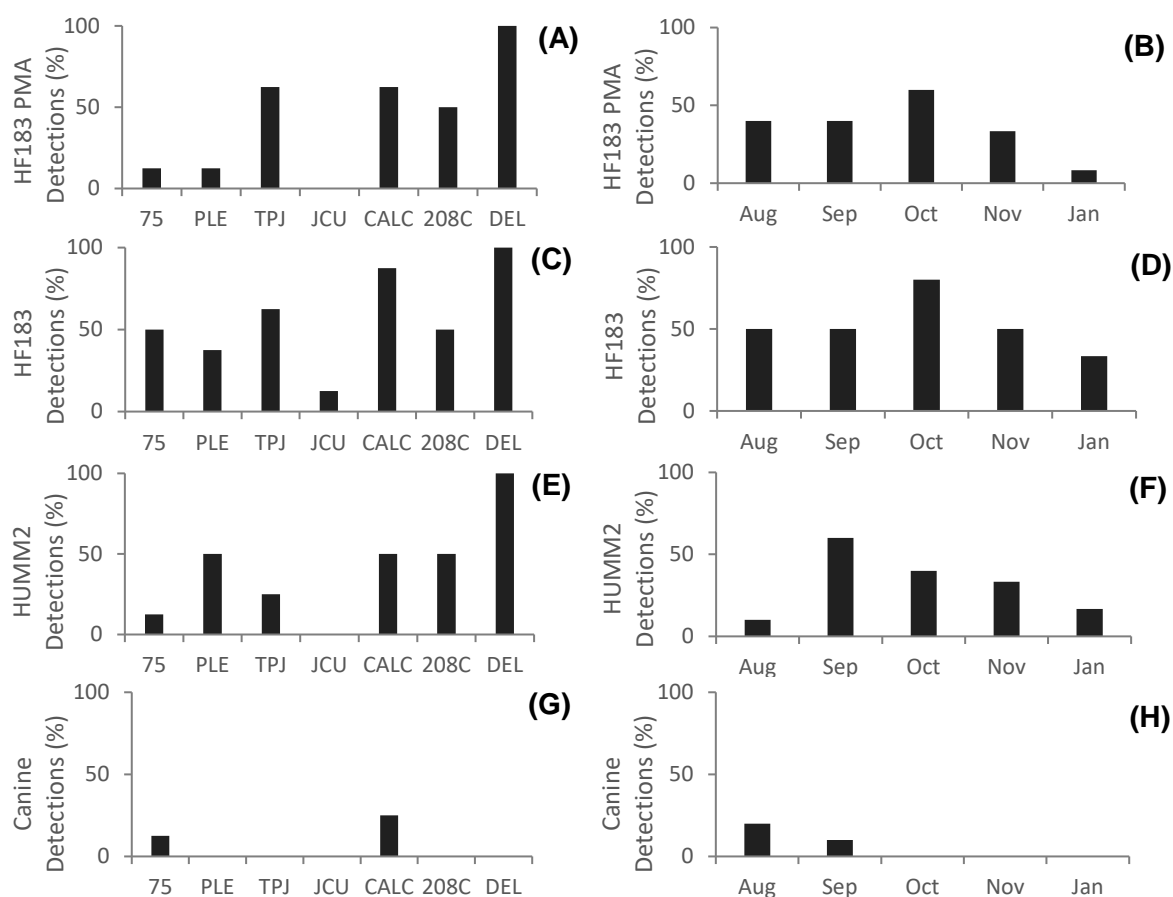 HF183 PMA
Detections (%)
100
50
0
75 PLE TPJ JCU CALC 208C DEL
(A)
HF183 PMA
Detections (%)
100
50
0
Aug Sep Oct Nov Jan
(B)
HF183
Detections (%)
100
50
0
75 PLE TPJ JCU CALC 208C DEL
(C)
HF183
Detections (%)
100
50
0
Aug Sep Oct Nov Jan
(D)
HUMM2
Detections (%)
100
50
0
75 PLE TPJ JCU CALC 208C DEL
(E)
HUMM2
Detections (%)
100
50
0
Aug Sep Oct Nov Jan
(F)
Canine
Detections (%)
100
50
0
75 PLE TPJ JCU CALC 208C DEL
(G)
Canine
Detections (%)
100
50
0
Aug Sep Oct Nov Jan
(H)